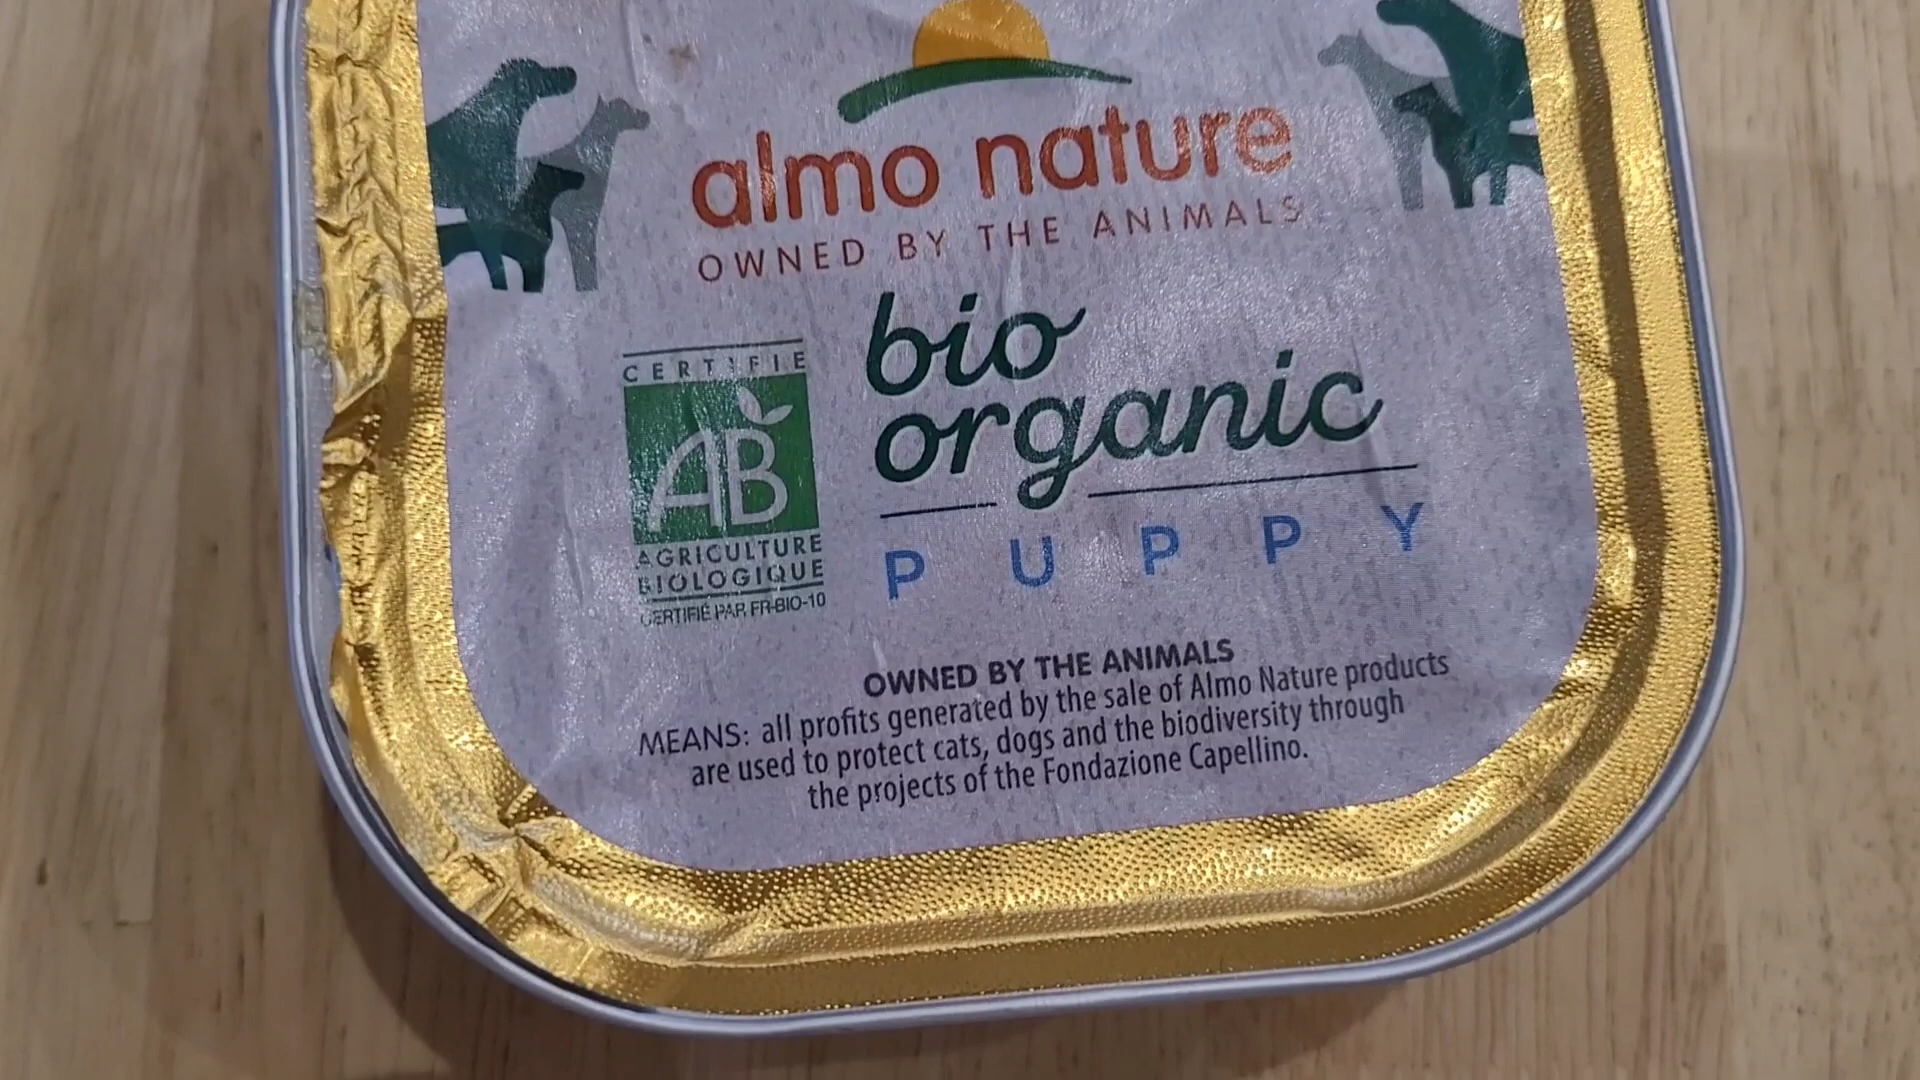 almo nature
OWNED BY THE ANIMALS
CERTIFIÉ
AB
AGRICULTURE
BIOLOGIQUE
CERTIFIÉ PAR FR-BIO-10
bio
organic
PUPPY
OWNED BY THE ANIMALS
MEANS: all profits generated by the sale of Almo Nature products
are used to protect cats, dogs and the biodiversity through
the projects of the Fondazione Capellino.